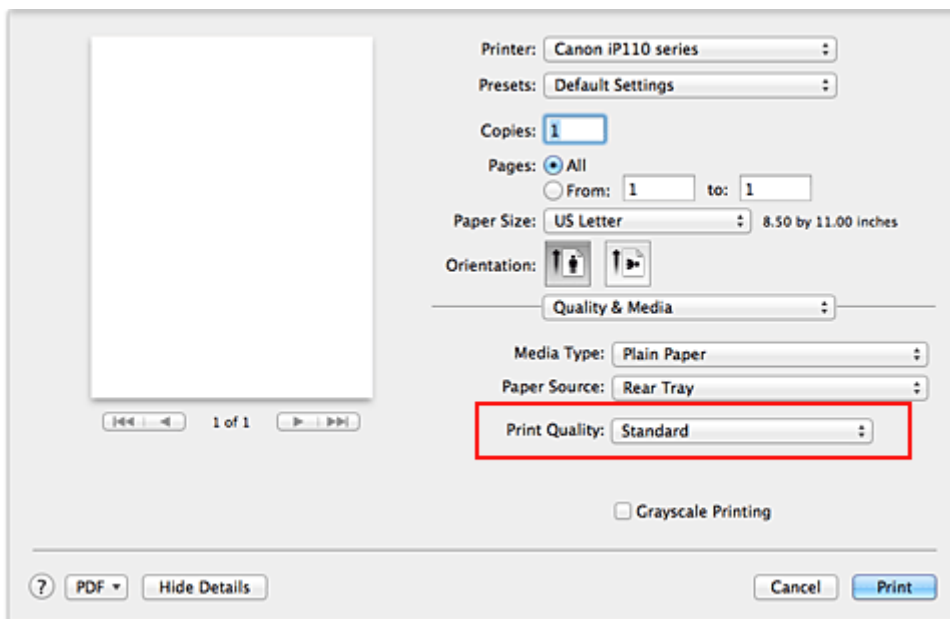 Printer: Canon iP110 series
Presets: Default Settings
Copies: 1
Pages: All
From: 1 to: 1
Paper Size: US Letter 8.50 by 11.00 inches
Orientation:
Quality & Media
Media Type: Plain Paper
Paper Source: Rear Tray
1 of 1
Print Quality: Standard
Grayscale Printing
? PDF Hide Details Cancel Print